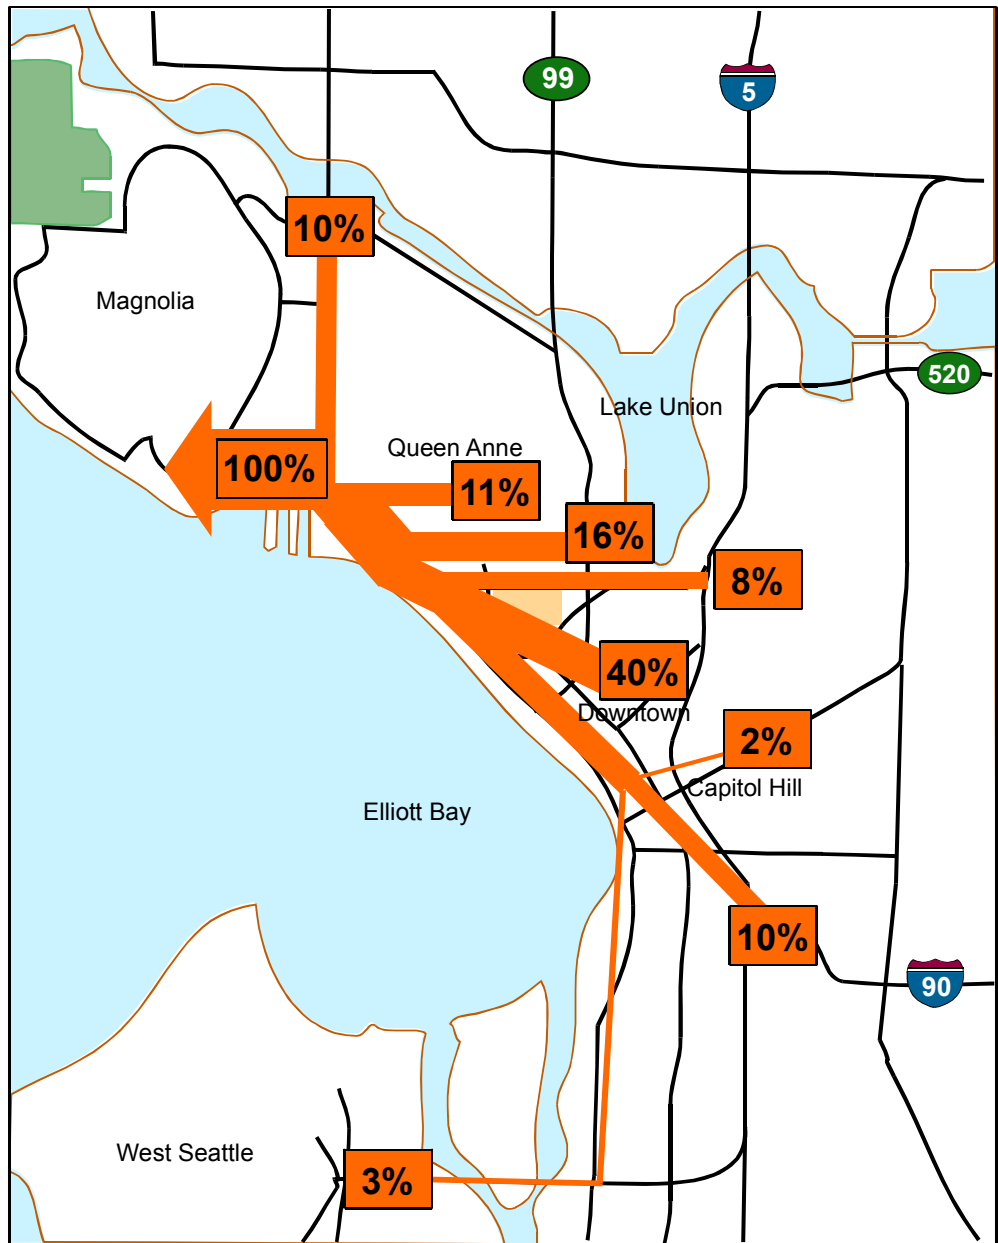 99
5
10%
Magnolia
520
Lake Union
Queen Anne
100%
11%
16%
8%
40%
Downtown
2%
Capitol Hill
Elliott Bay
10%
90
West Seattle
3%